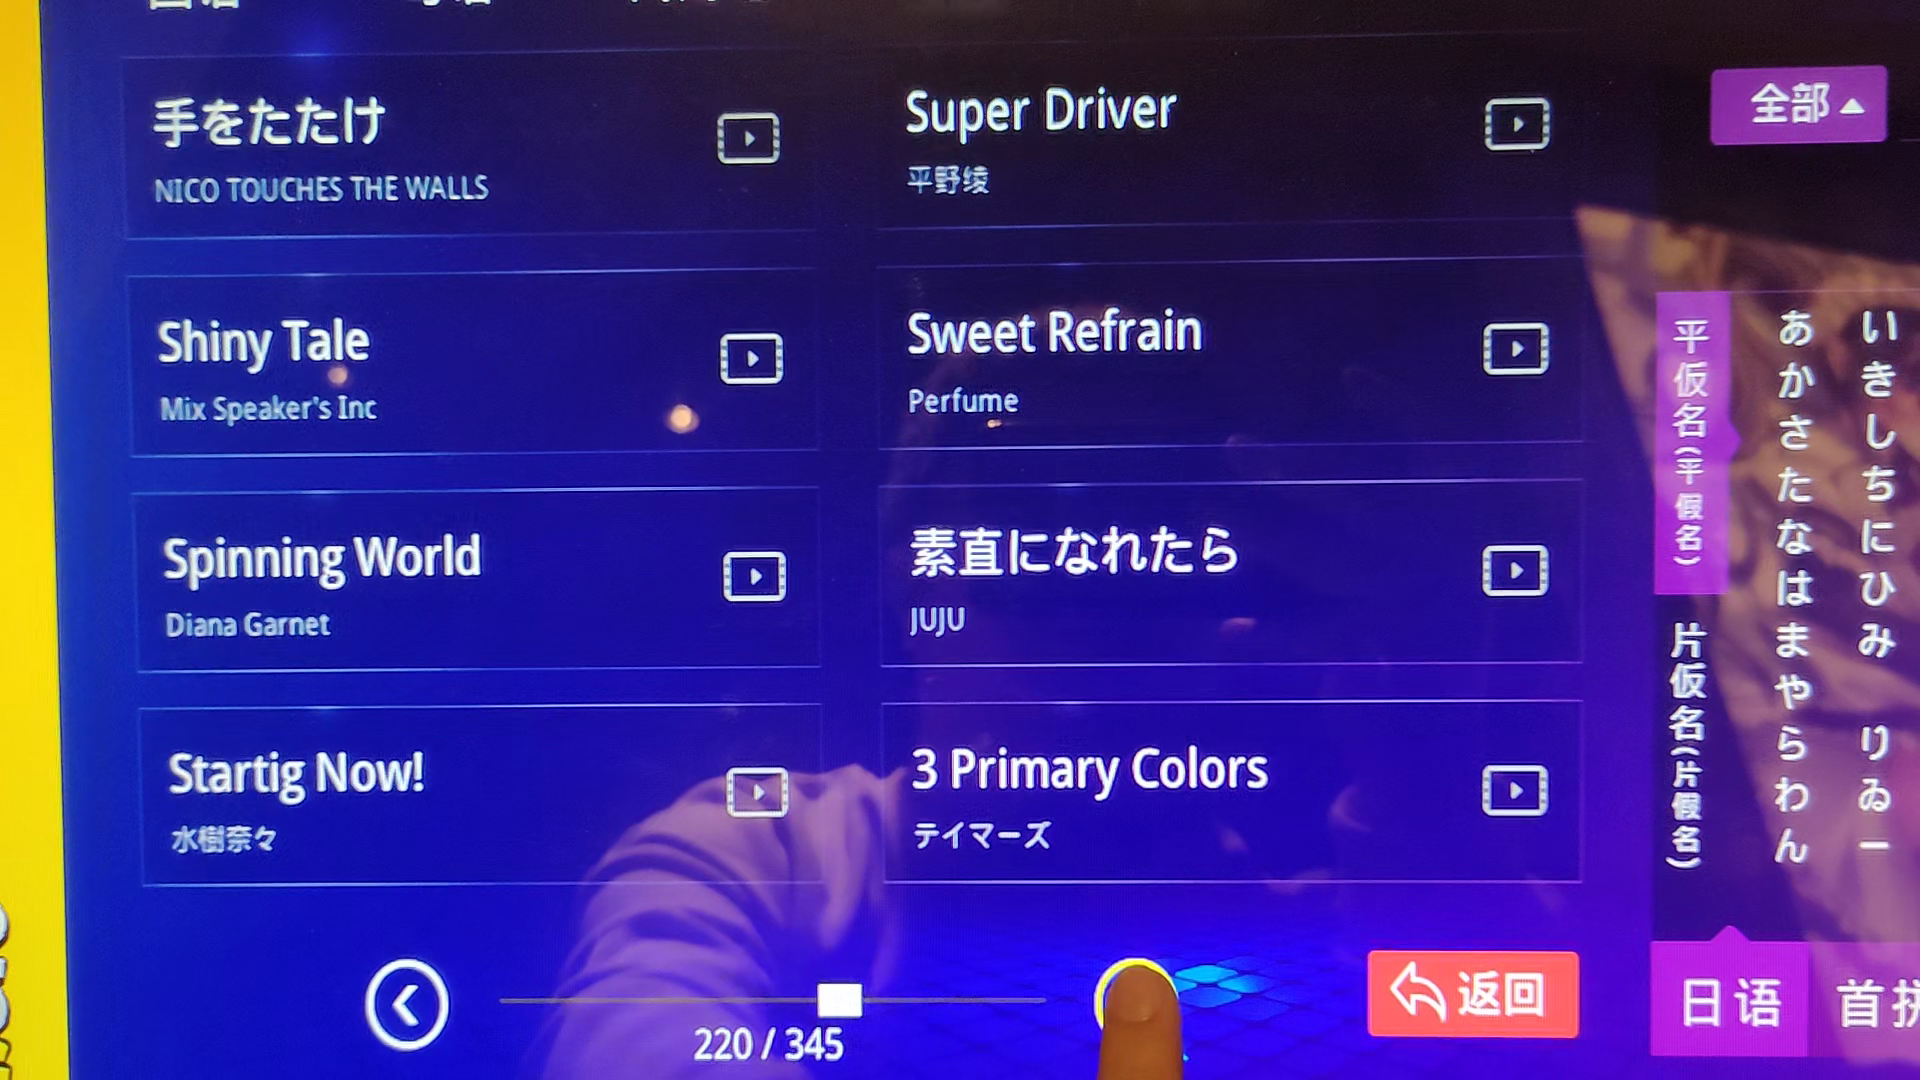 手をたたけ
NICO TOUCHES THE WALLS
Super Driver
平野绫
Shiny Tale
Mix Speaker's Inc
Sweet Refrain
Perfume
Spinning World
Diana Garnet
素直になれたら
JUJU
Startig Now!
水樹奈々
3 Primary Colors
テイマーズ
220 / 345
返回
全部
平仮名(平假名)
片仮名(片假名)
あかさたなはまやらわん
いきしちにひみ りゐー
日语
首拼